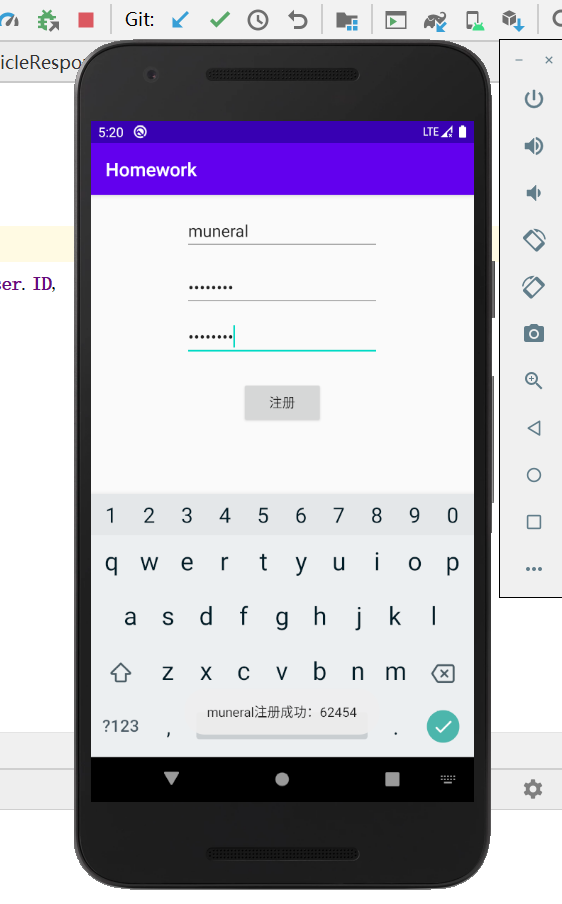 Git:
icleRespo
5:20
LTE
Homework
muneral
ser. ID,
••••••••
••••••••
注册
1 2 3 4 5 6 7 8 9 0
q w e r t y u i o p
a s d f g h j k l
z x c v b n m
muneral注册成功：62454
?123 , .